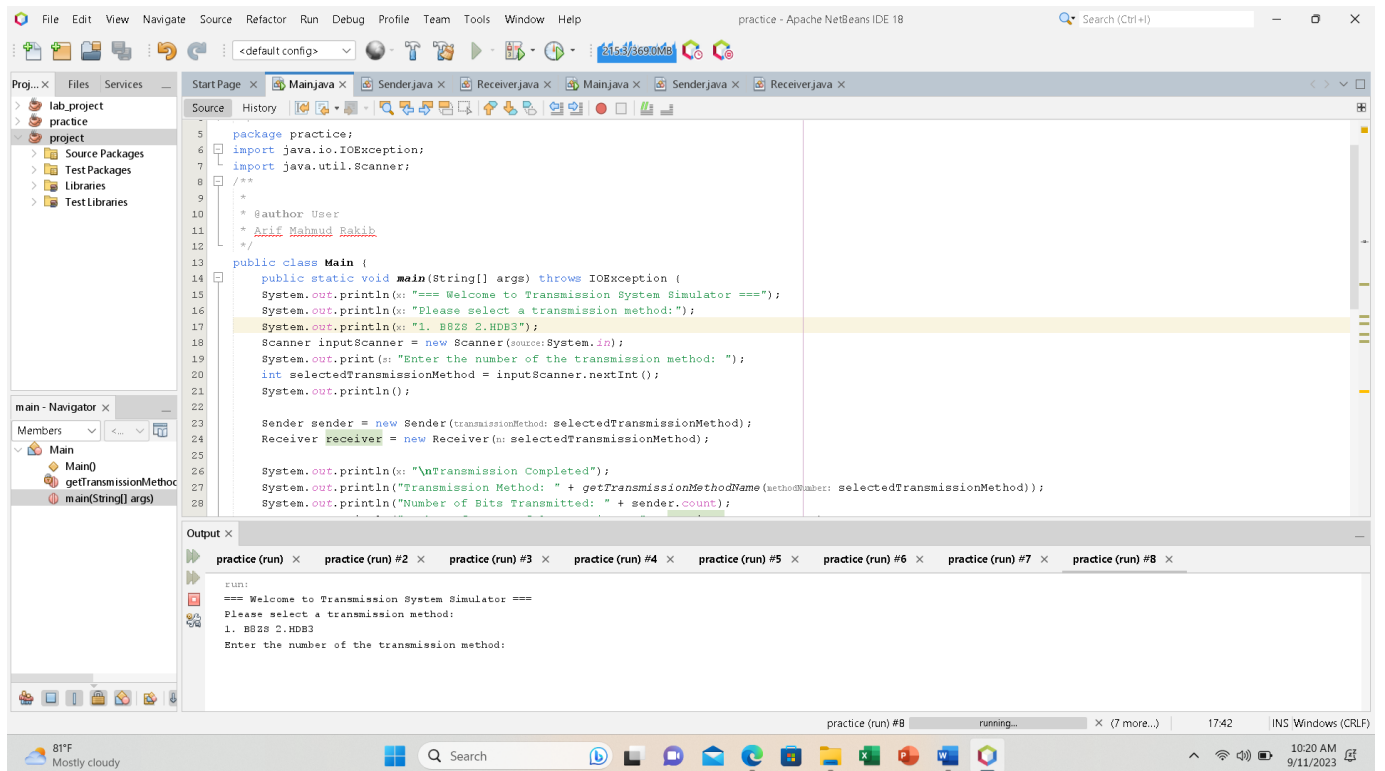 File Edit View Navigate Source Refactor Run Debug Profile Team Tools Window Help practice - Apache NetBeans IDE 18 Search (Ctrl+I)
<default config> 215.3/369.0MB
Proj... Files Services
Start Page Main.java Sender.java Receiver.java Main.java Sender.java Receiver.java
lab_project
practice
project
Source Packages
Test Packages
Libraries
Test Libraries
Source History
5 package practice;
6 import java.io.IOException;
7 import java.util.Scanner;
8 /**
9 *
10 * @author User
11 * Arif Mahmud Rakib
12 */
13 public class Main {
14 public static void main(String[] args) throws IOException {
15 System.out.println(x: "=== Welcome to Transmission System Simulator ===");
16 System.out.println(x: "Please select a transmission method:");
17 System.out.println(x: "1. B8ZS 2.HDB3");
18 Scanner inputScanner = new Scanner(source: System.in);
19 System.out.print(s: "Enter the number of the transmission method: ");
20 int selectedTransmissionMethod = inputScanner.nextInt();
21 System.out.println();
22
23 Sender sender = new Sender(transmissionMethod: selectedTransmissionMethod);
24 Receiver receiver = new Receiver(n: selectedTransmissionMethod);
25
26 System.out.println(x: "\nTransmission Completed");
27 System.out.println("Transmission Method: " + getTransmissionMethodName(methodNumber: selectedTransmissionMethod));
28 System.out.println("Number of Bits Transmitted: " + sender.count);
main - Navigator
Members <...
Main
Main()
getTransmissionMethod
main(String[] args)
Output
practice (run) practice (run) #2 practice (run) #3 practice (run) #4 practice (run) #5 practice (run) #6 practice (run) #7 practice (run) #8
run:
=== Welcome to Transmission System Simulator ===
Please select a transmission method:
1. B8ZS 2.HDB3
Enter the number of the transmission method:
practice (run) #8 running... (7 more...) 17:42 INS Windows (CRLF)
81°F
Mostly cloudy
Search
10:20 AM
9/11/2023